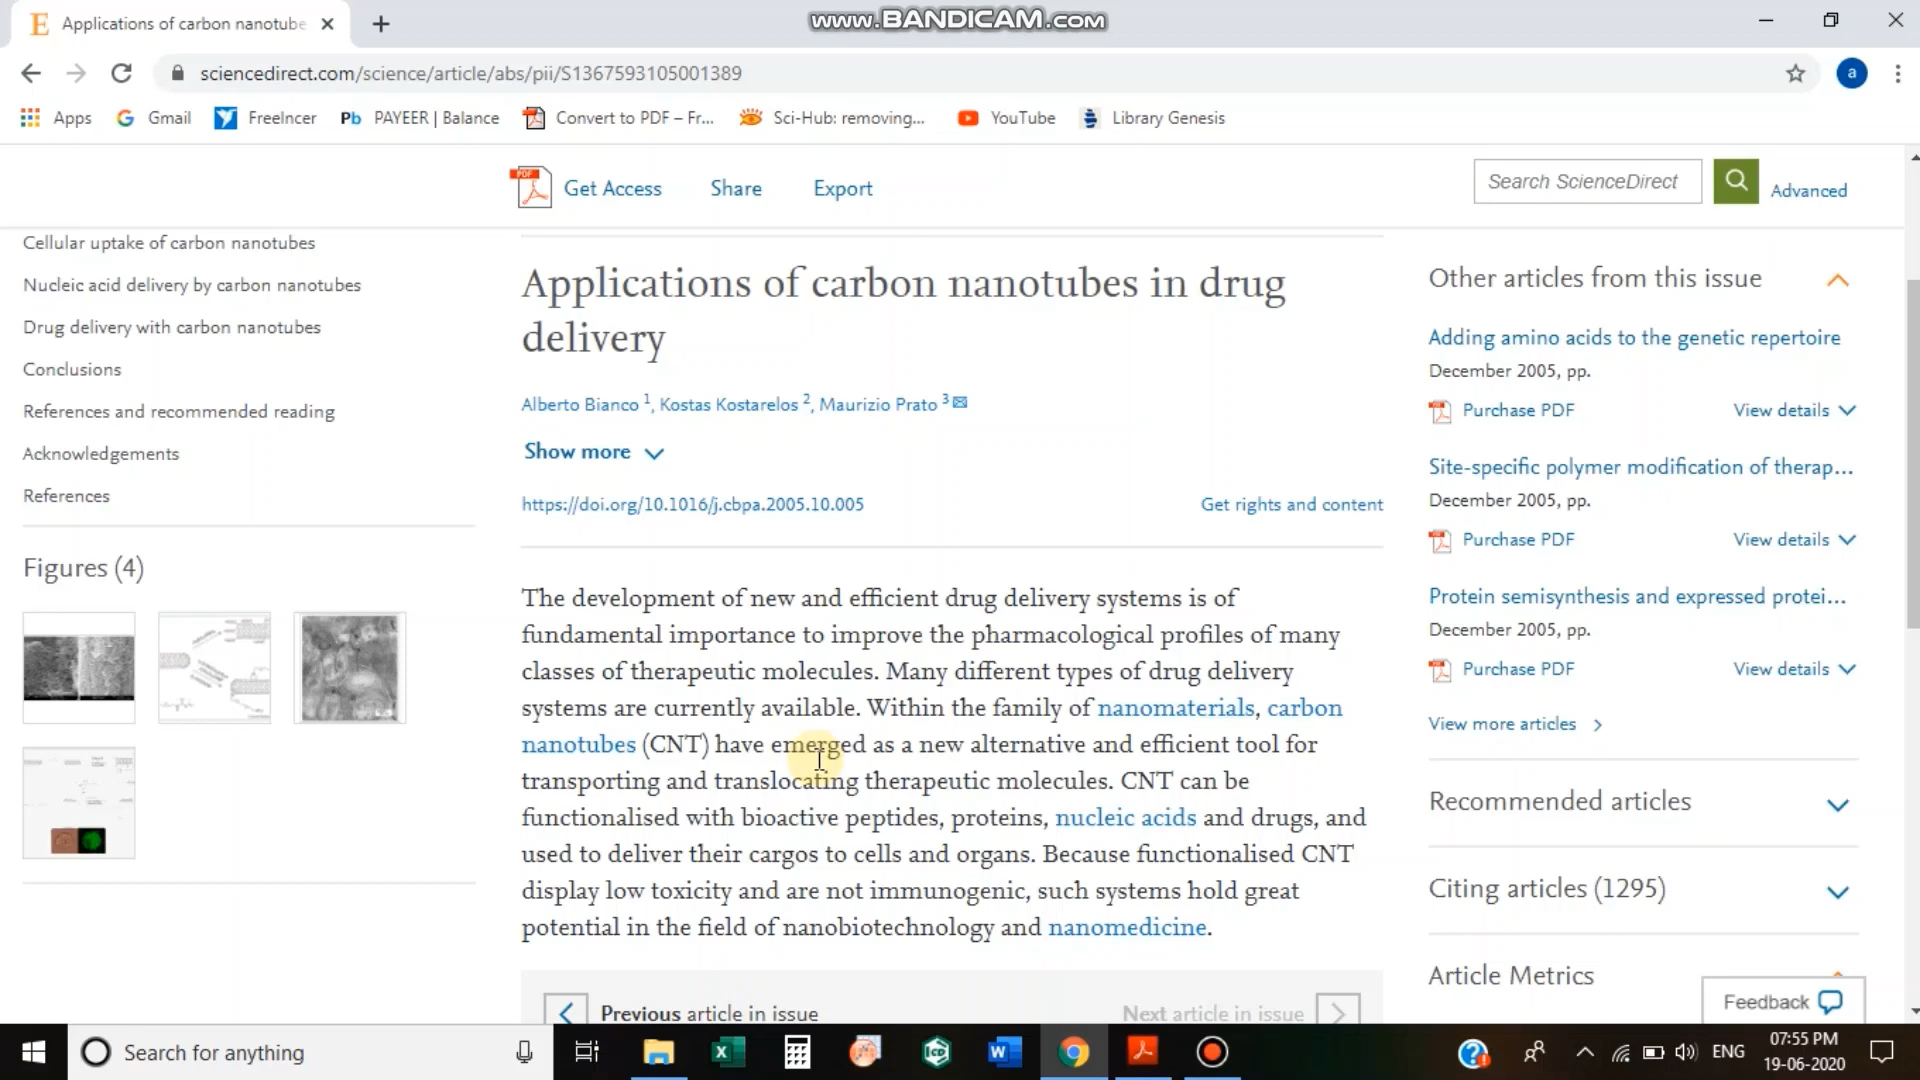 Applications of carbon nanotube
www.BANDICAM.com
sciencedirect.com/science/article/abs/pii/S1367593105001389
a
Apps
Gmail
Freelncer
Pb PAYEER | Balance
Convert to PDF – Fr...
Sci-Hub: removing...
YouTube
Library Genesis
PDF
Get Access
Share
Export
Search ScienceDirect
Advanced
Cellular uptake of carbon nanotubes
Nucleic acid delivery by carbon nanotubes
Drug delivery with carbon nanotubes
Conclusions
References and recommended reading
Acknowledgements
References
Figures (4)
Applications of carbon nanotubes in drug
delivery
Alberto Bianco 1, Kostas Kostarelos 2, Maurizio Prato 3
Show more
https://doi.org/10.1016/j.cbpa.2005.10.005
Get rights and content
The development of new and efficient drug delivery systems is of
fundamental importance to improve the pharmacological profiles of many
classes of therapeutic molecules. Many different types of drug delivery
systems are currently available. Within the family of nanomaterials, carbon
nanotubes (CNT) have emerged as a new alternative and efficient tool for
transporting and translocating therapeutic molecules. CNT can be
functionalised with bioactive peptides, proteins, nucleic acids and drugs, and
used to deliver their cargos to cells and organs. Because functionalised CNT
display low toxicity and are not immunogenic, such systems hold great
potential in the field of nanobiotechnology and nanomedicine.
Previous article in issue
Next article in issue
Other articles from this issue
Adding amino acids to the genetic repertoire
December 2005, pp.
Purchase PDF
View details
Site-specific polymer modification of therap...
December 2005, pp.
Purchase PDF
View details
Protein semisynthesis and expressed protei...
December 2005, pp.
Purchase PDF
View details
View more articles
Recommended articles
Citing articles (1295)
Article Metrics
Feedback
Search for anything
ENG
07:55 PM
19-06-2020